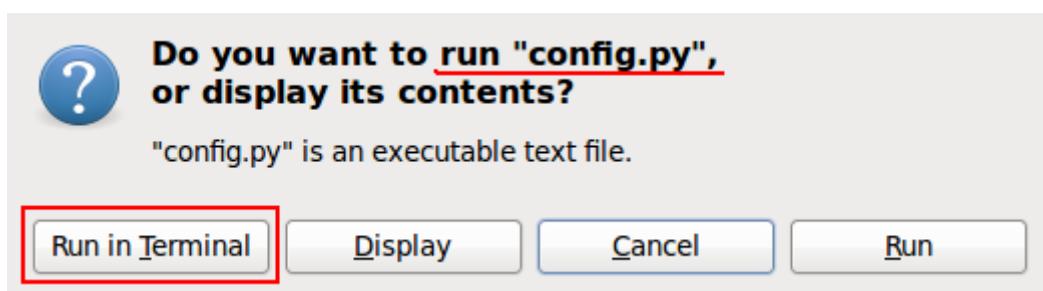 Do you want to run "config.py",
or display its contents?
"config.py" is an executable text file.
Run in Terminal Display Cancel Run